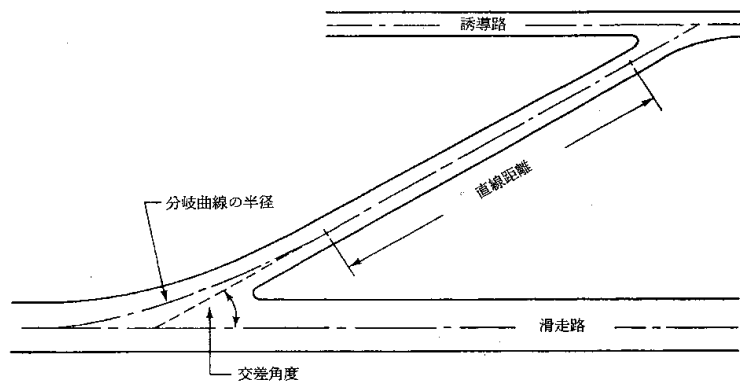 誘導路
直線距離
分岐曲線の半径
滑走路
交差角度